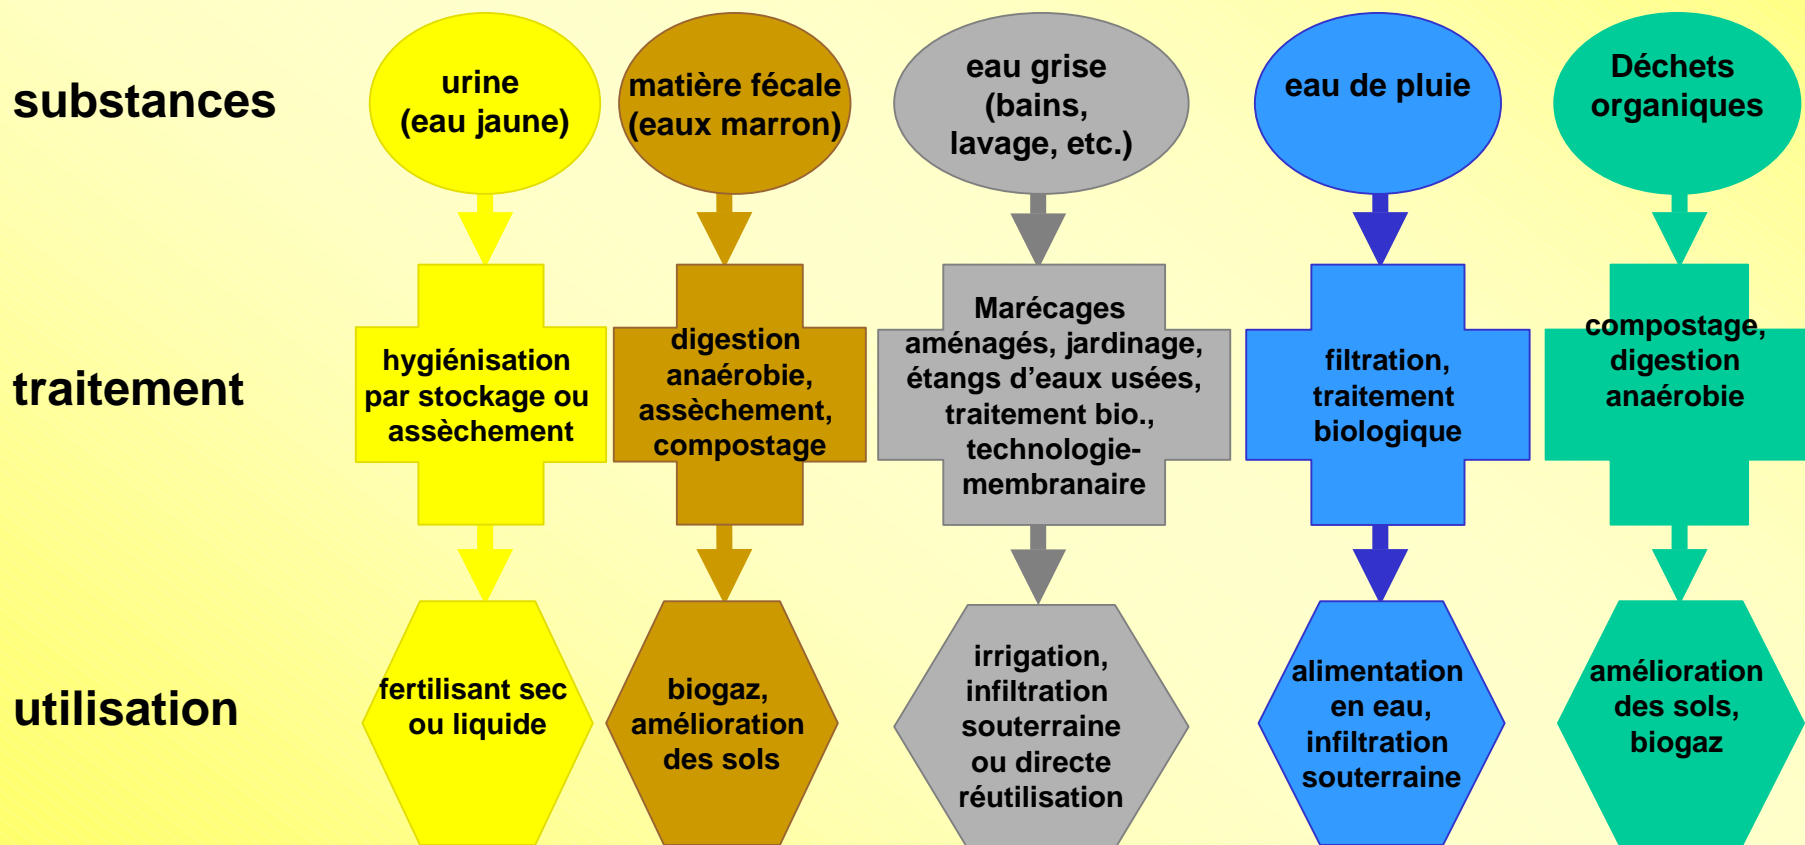 substances
urine
(eau jaune)
matière fécale
(eaux marron)
eau grise
(bains,
lavage, etc.)
eau de pluie
Déchets
organiques
traitement
hygiénisation
par stockage ou
assèchement
digestion
anaérobie,
assèchement,
compostage
Marécages
aménagés, jardinage,
étangs d’eaux usées,
traitement bio.,
technologie-
membranaire
filtration,
traitement
biologique
compostage,
digestion
anaérobie
utilisation
fertilisant sec
ou liquide
biogaz,
amélioration
des sols
irrigation,
infiltration
souterraine
ou directe
réutilisation
alimentation
en eau,
infiltration
souterraine
amélioration
des sols,
biogaz